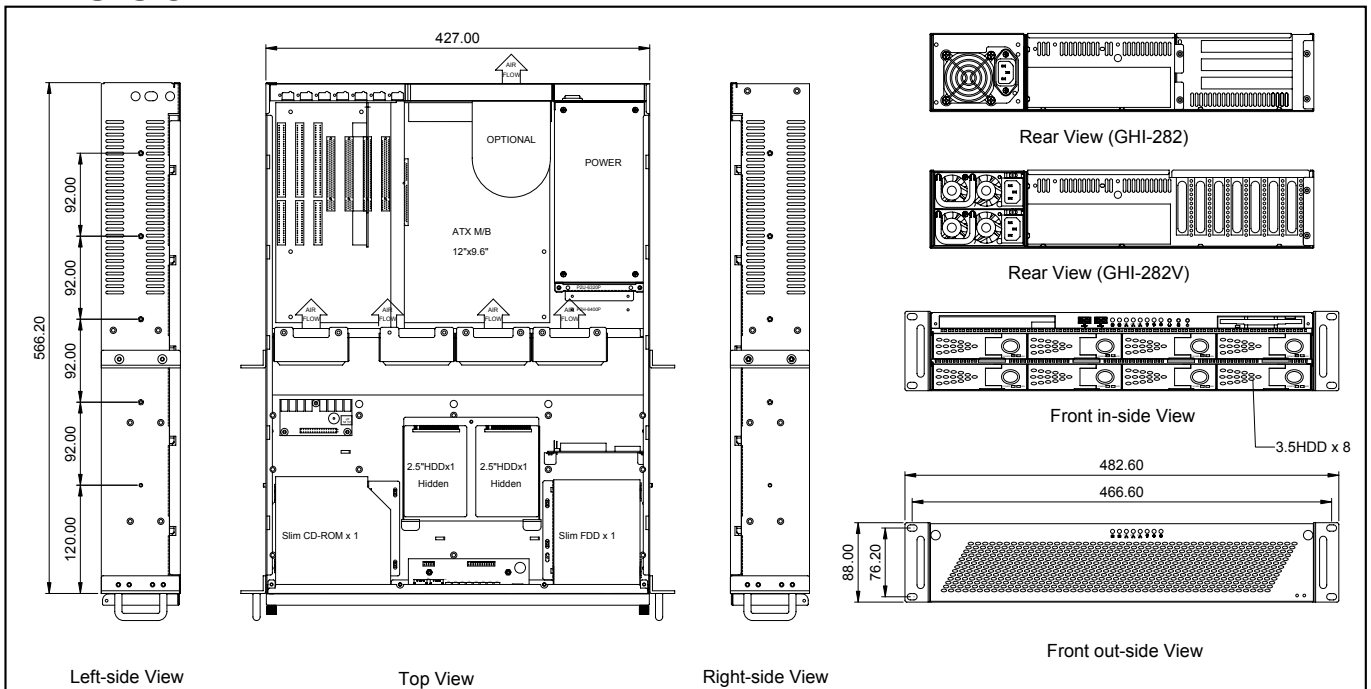 427.00
AIR
FLOW
OPTIONAL
POWER
ATX M/B
12"x9.6"
P2U-6320P
AIR
FLOW
AIR
FLOW
AIR
FLOW
AIR
FLOW
2.5"HDDx1
Hidden
2.5"HDDx1
Hidden
Slim CD-ROM x 1
Slim FDD x 1
566.20
92.00
92.00
92.00
92.00
120.00
Left-side View
Top View
Right-side View
Rear View (GHI-282)
Rear View (GHI-282V)
Front in-side View
3.5HDD x 8
482.60
466.60
88.00
76.20
Front out-side View